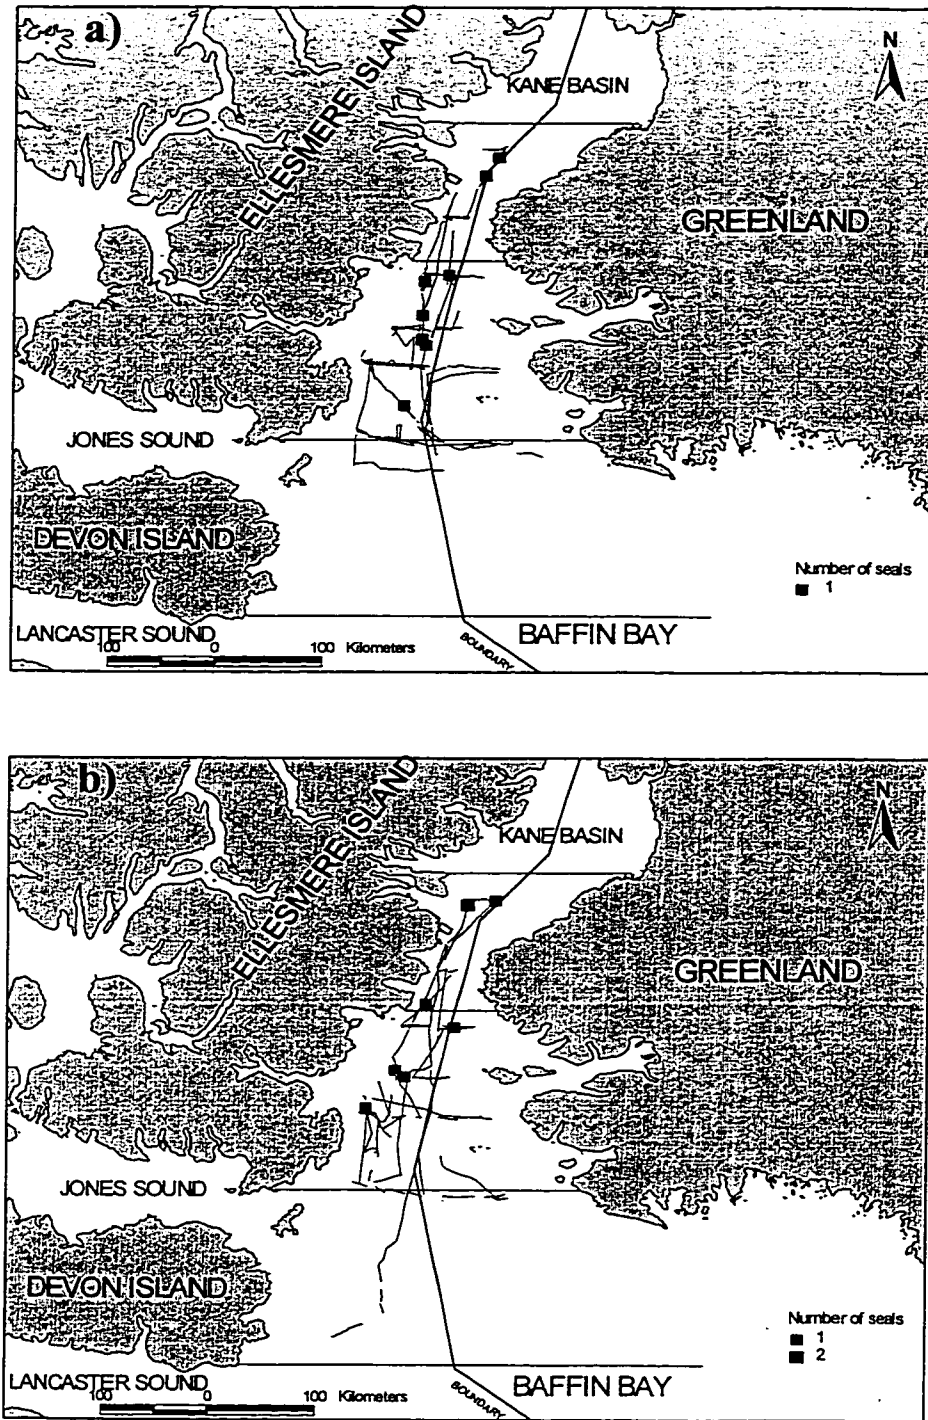 a)
ELLESMERE ISLAND
N
KANE BASIN
GREENLAND
JONES SOUND
DEVON ISLAND
Number of seals
1
LANCASTER SOUND
BAFFIN BAY
BOUNDARY
100 0 100 Kilometers
b)
ELLESMERE ISLAND
N
KANE BASIN
GREENLAND
JONES SOUND
DEVON ISLAND
Number of seals
1
2
LANCASTER SOUND
BAFFIN BAY
BOUNDARY
100 0 100 Kilometers